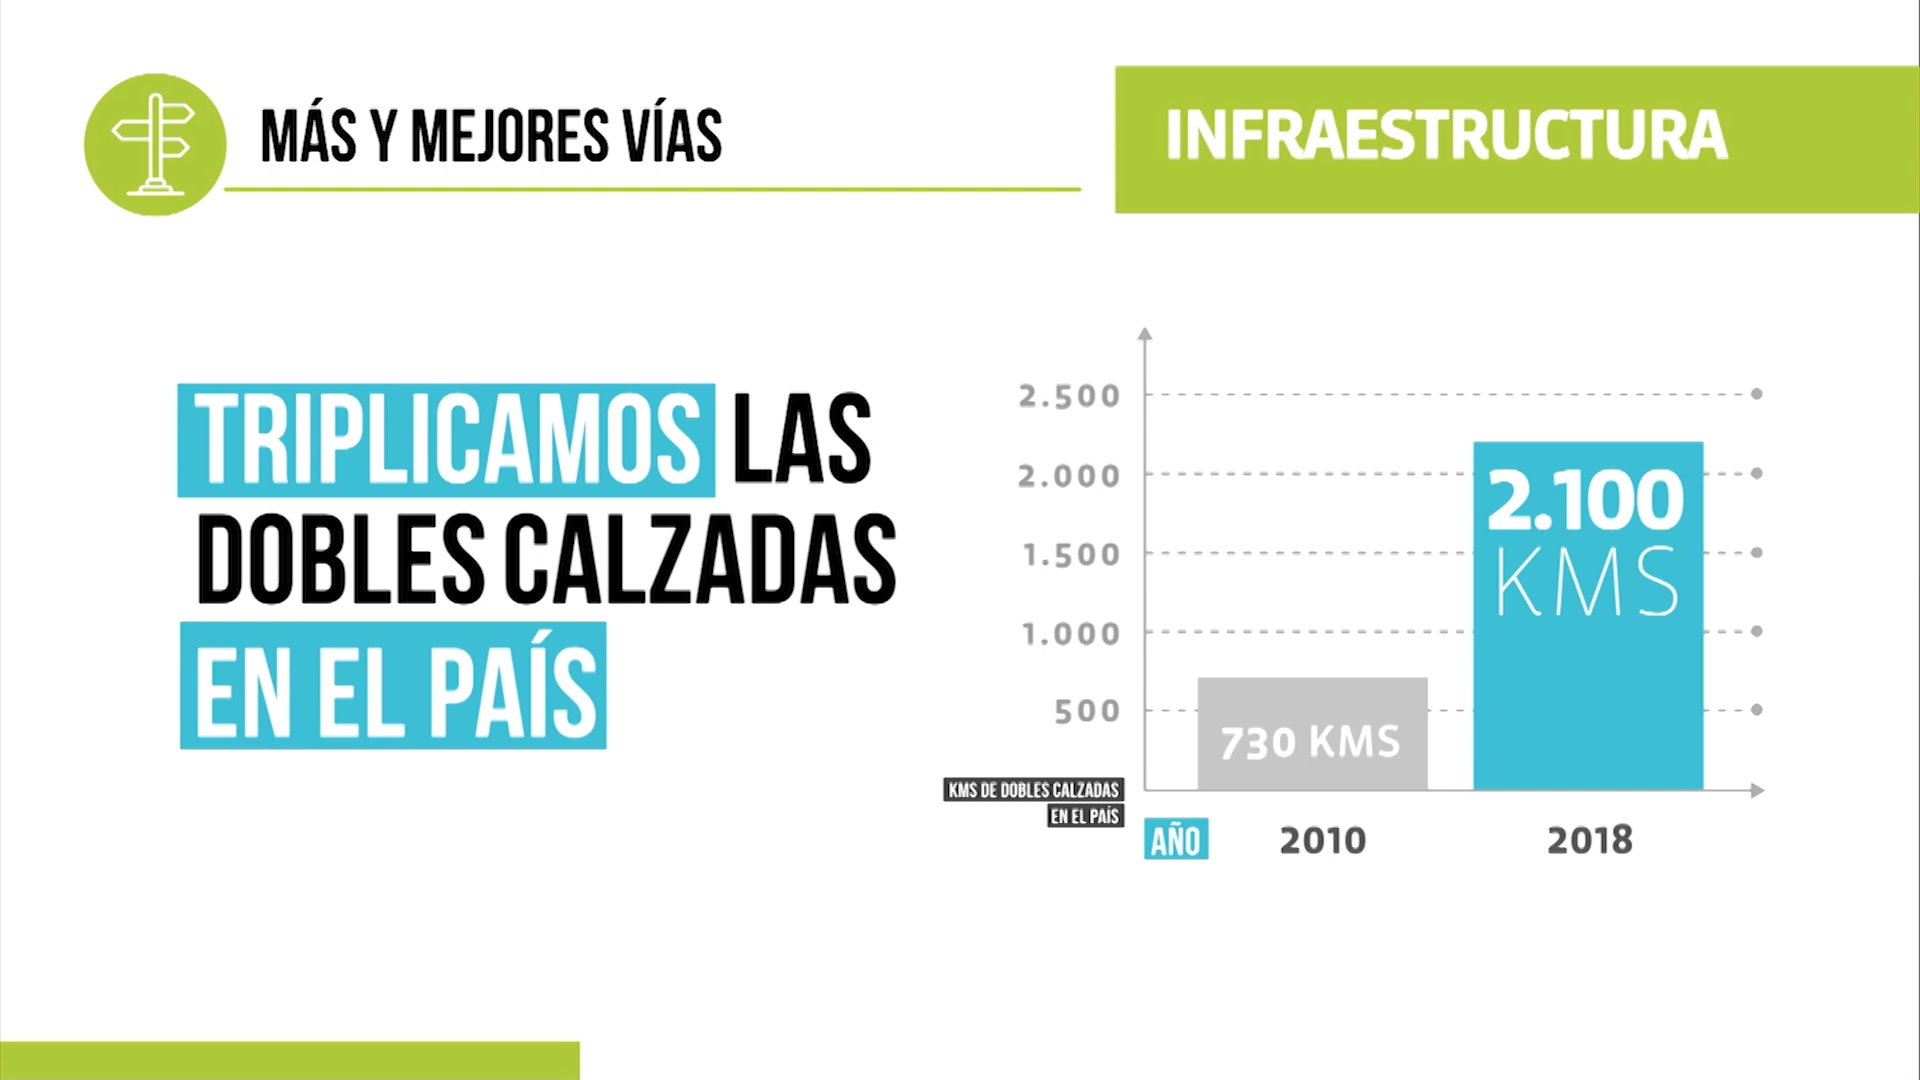 MÁS Y MEJORES VÍAS
INFRAESTRUCTURA
TRIPLICAMOS LAS
DOBLES CALZADAS
EN EL PAÍS
2.500
2.000
1.500
1.000
500
2.100
KMS
730 KMS
KMS DE DOBLES CALZADAS
EN EL PAÍS
AÑO
2010
2018